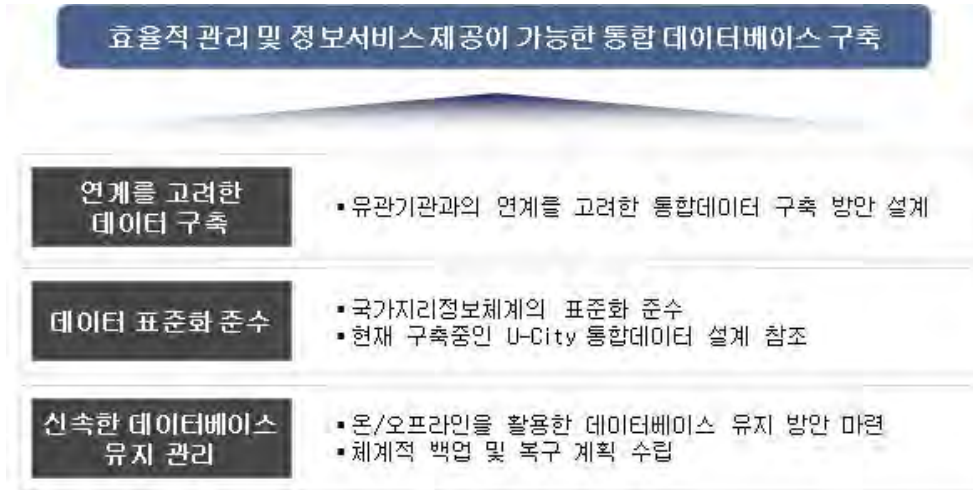 효율적 관리 및 정보서비스 제공이 가능한 통합 데이터베이스 구축
연계를 고려한
데이터 구축
▪유관기관과의 연계를 고려한 통합데이터 구축 방안 설계
데이터 표준화 준수
▪국가지리정보체계의 표준화 준수
▪현재 구축중인 U-City 통합데이터 설계 참조
신속한 데이터베이스
유지 관리
▪온/오프라인을 활용한 데이터베이스 유지 방안 마련
▪체계적 백업 및 복구 계획 수립